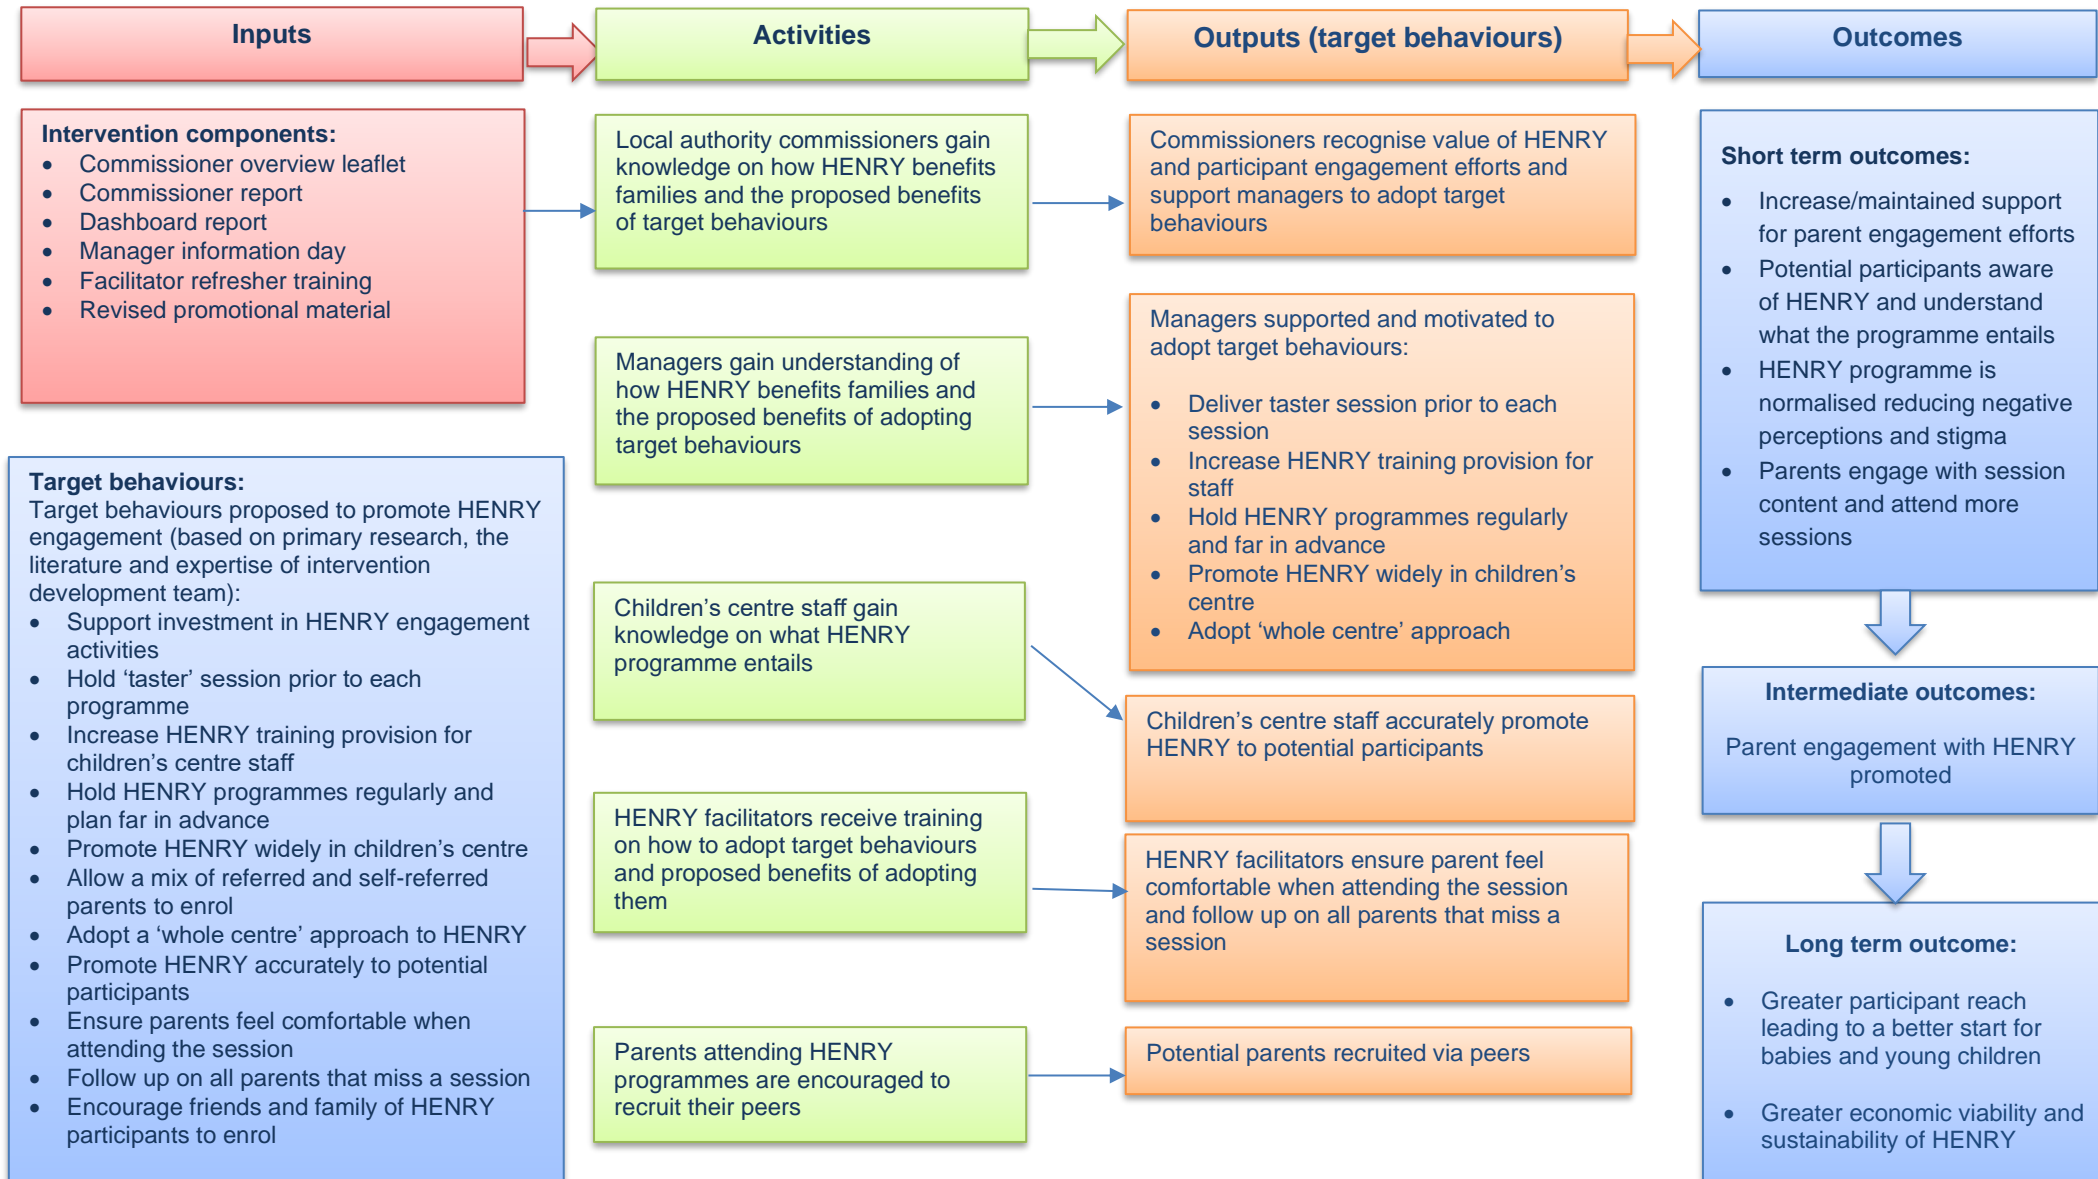 Inputs
Activities
Outputs (target behaviours)
Outcomes
Intervention components:
• Commissioner overview leaflet
• Commissioner report
• Dashboard report
• Manager information day
• Facilitator refresher training
• Revised promotional material
Target behaviours:
Target behaviours proposed to promote HENRY
engagement (based on primary research, the
literature and expertise of intervention
development team):
• Support investment in HENRY engagement
activities
• Hold ‘taster’ session prior to each
programme
• Increase HENRY training provision for
children’s centre staff
• Hold HENRY programmes regularly and
plan far in advance
• Promote HENRY widely in children’s centre
• Allow a mix of referred and self-referred
parents to enrol
• Adopt a ‘whole centre’ approach to HENRY
• Promote HENRY accurately to potential
participants
• Ensure parents feel comfortable when
attending the session
• Follow up on all parents that miss a session
• Encourage friends and family of HENRY
participants to enrol
Local authority commissioners gain
knowledge on how HENRY benefits
families and the proposed benefits
of target behaviours
Managers gain understanding of
how HENRY benefits families and
the proposed benefits of adopting
target behaviours
Children’s centre staff gain
knowledge on what HENRY
programme entails
HENRY facilitators receive training
on how to adopt target behaviours
and proposed benefits of adopting
them
Parents attending HENRY
programmes are encouraged to
recruit their peers
Commissioners recognise value of HENRY
and participant engagement efforts and
support managers to adopt target
behaviours
Managers supported and motivated to
adopt target behaviours:
• Deliver taster session prior to each
session
• Increase HENRY training provision for
staff
• Hold HENRY programmes regularly
and far in advance
• Promote HENRY widely in children’s
centre
• Adopt ‘whole centre’ approach
Children’s centre staff accurately promote
HENRY to potential participants
HENRY facilitators ensure parent feel
comfortable when attending the session
and follow up on all parents that miss a
session
Potential parents recruited via peers
Short term outcomes:
• Increase/maintained support
for parent engagement efforts
• Potential participants aware
of HENRY and understand
what the programme entails
• HENRY programme is
normalised reducing negative
perceptions and stigma
• Parents engage with session
content and attend more
sessions
Intermediate outcomes:
Parent engagement with HENRY
promoted
Long term outcome:
• Greater participant reach
leading to a better start for
babies and young children
• Greater economic viability and
sustainability of HENRY